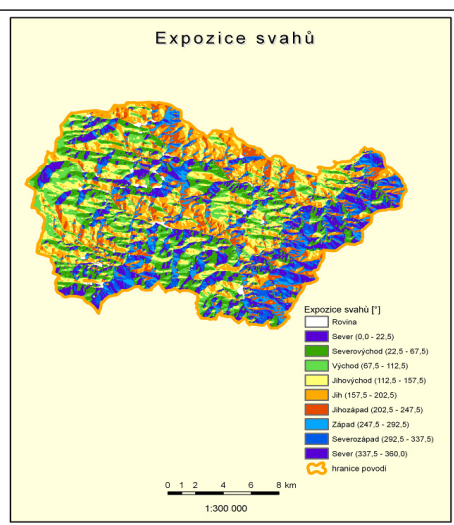 Expozice svahů
Expozice svahů [°]
Rovina
Sever (0,0 - 22,5)
Severovýchod (22,5 - 67,5)
Východ (67,5 - 112,5)
Jihovýchod (112,5 - 157,5)
Jih (157,5 - 202,5)
Jihozápad (202,5 - 247,5)
Západ (247,5 - 292,5)
Severozápad (292,5 - 337,5)
Sever (337,5 - 360,0)
hranice povodí
0 1 2 4 6 8 km
1:300 000